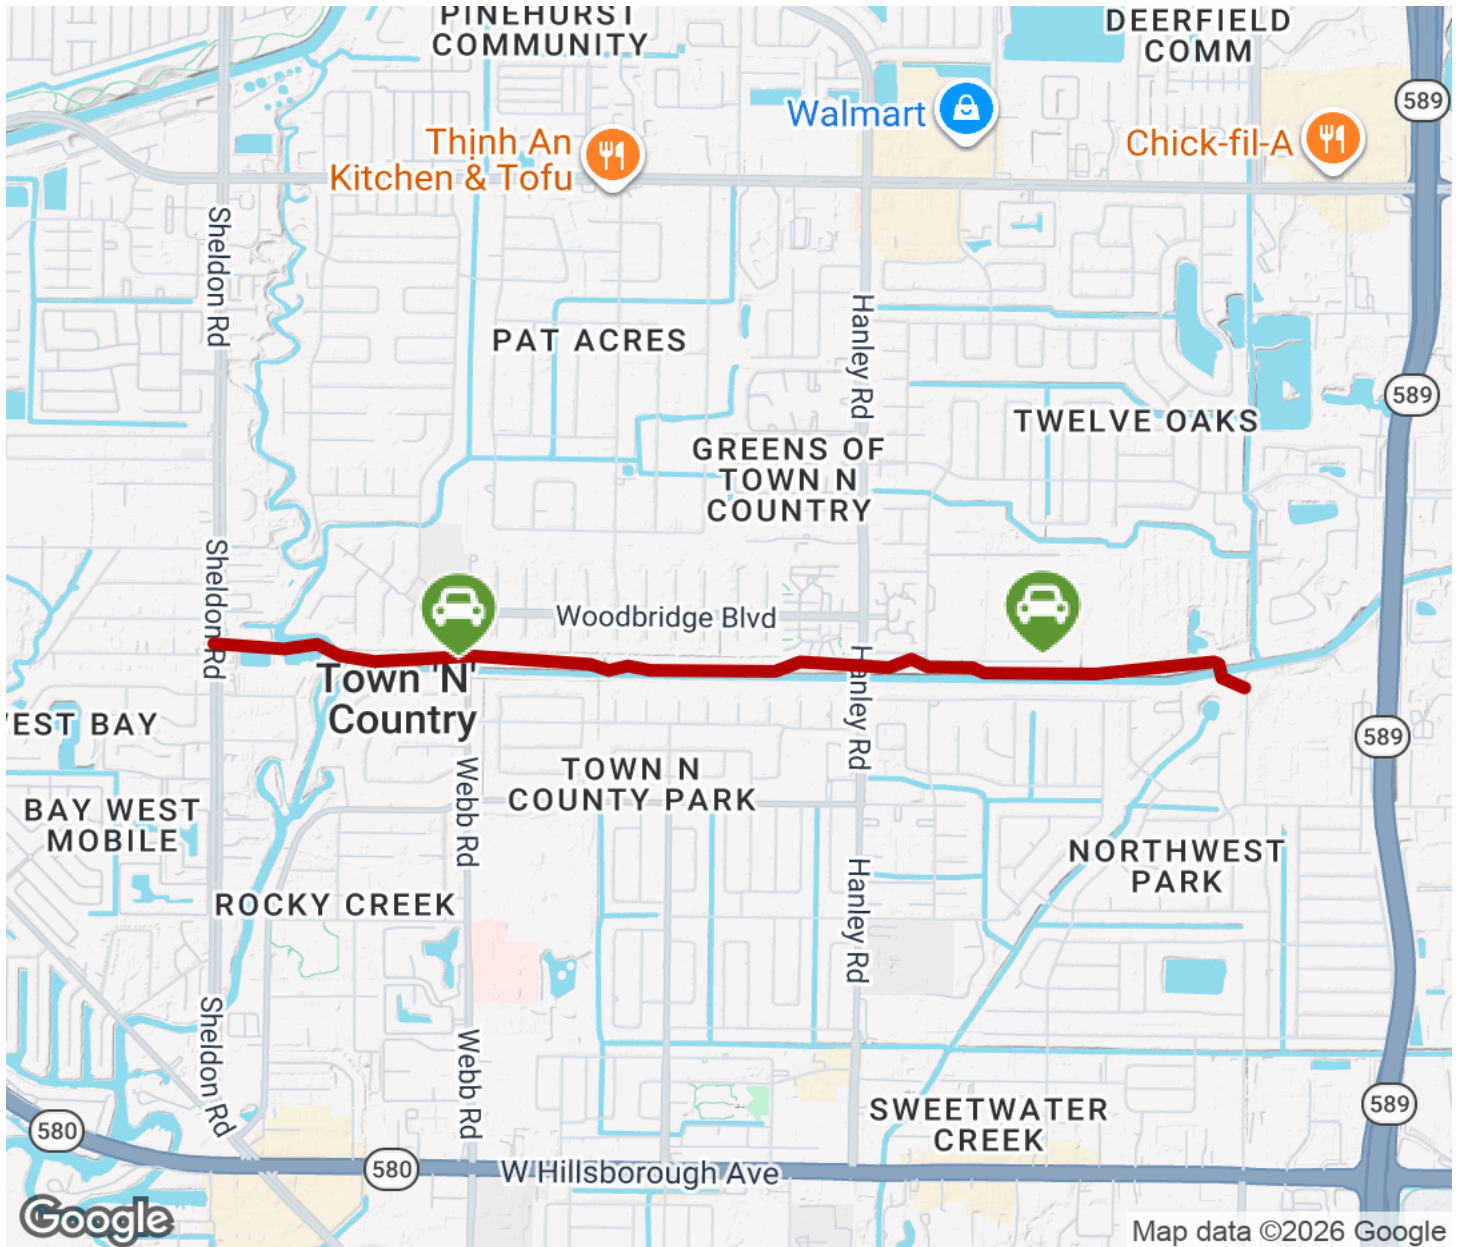 PINEHURST
COMMUNITY
DEERFIELD
COMM
589
Walmart
Thịnh An
Kitchen & Tofu
Chick-fil-A
Sheldon Rd
PAT ACRES
Hanley Rd
589
TWELVE OAKS
GREENS OF
TOWN N
COUNTRY
Sheldon Rd
Woodbridge Blvd
Town 'N'
Country
Hanley Rd
EST BAY
589
TOWN N
COUNTY PARK
Webb Rd
BAY WEST
MOBILE
NORTHWEST
PARK
ROCKY CREEK
Hanley Rd
Sheldon Rd
Webb Rd
SWEETWATER
CREEK
589
580
580
W Hillsborough Ave
Google
Map data ©2026 Google